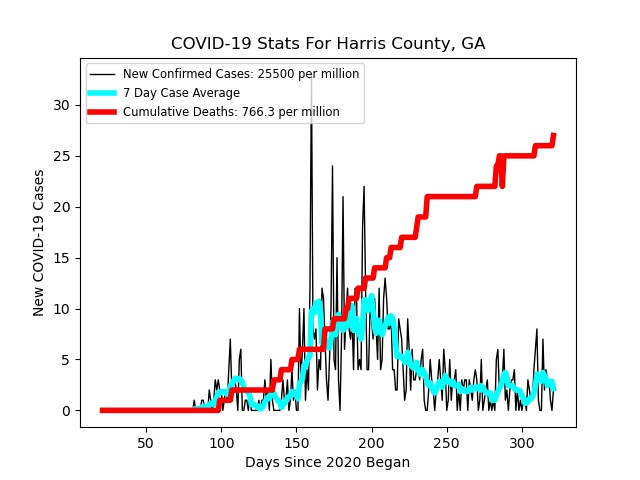 COVID-19 Stats For Harris County, GA
New Confirmed Cases: 25500 per million
7 Day Case Average
Cumulative Deaths: 766.3 per million
New COVID-19 Cases
30
25
20
15
10
5
0
50 100 150 200 250 300
Days Since 2020 Began